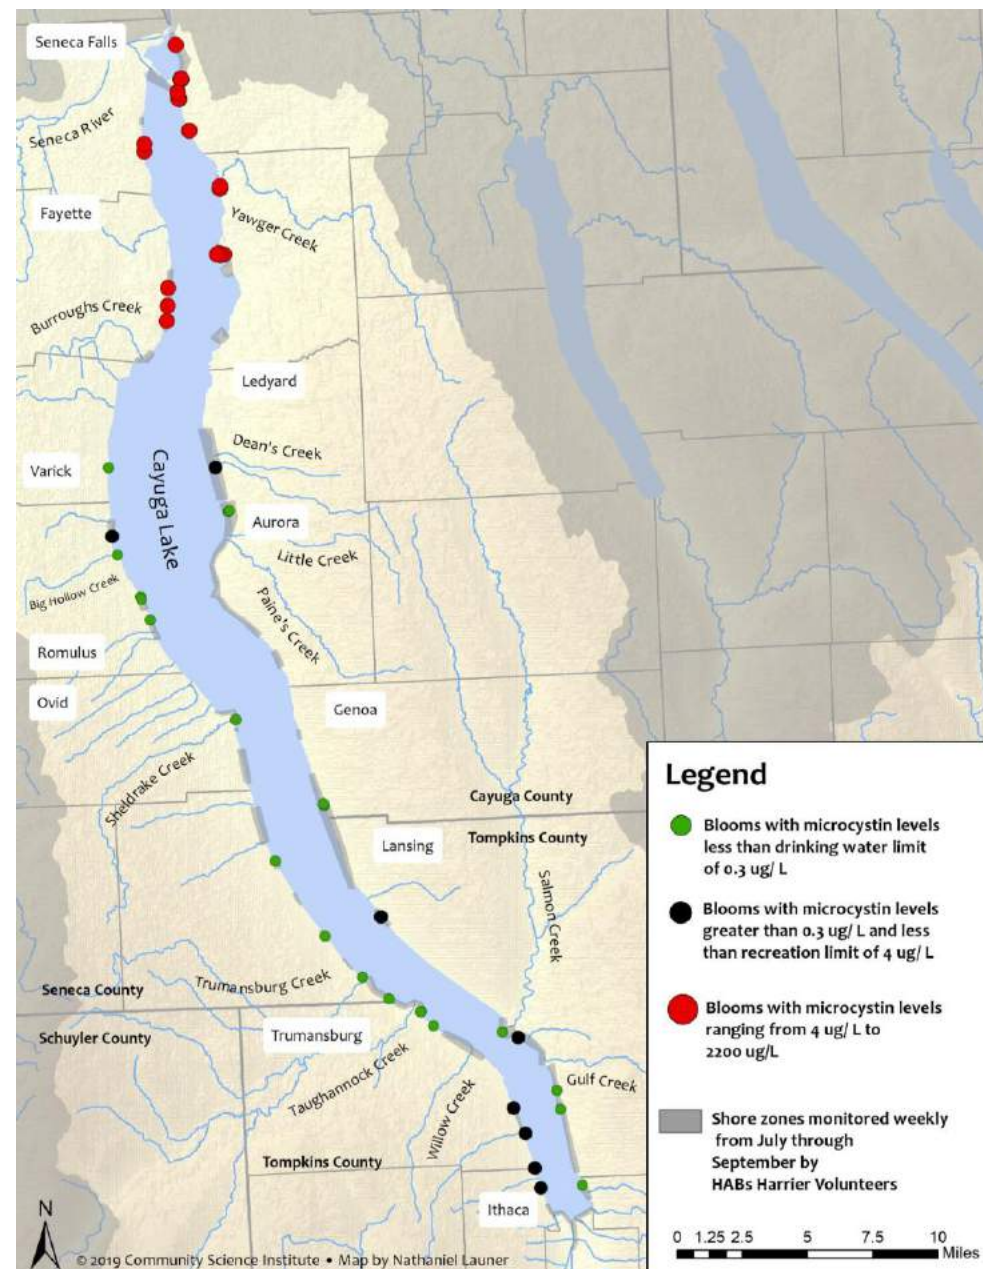 Seneca Falls
Seneca River
Fayette
Yawger Creek
Burroughs Creek
Ledyard
Dean's Creek
Varick
Cayuga Lake
Aurora
Little Creek
Big Hollow Creek
Paine's Creek
Romulus
Ovid
Genoa
Sheldrake Creek
Cayuga County
Tompkins County
Lansing
Salmon Creek
Trumansburg Creek
Seneca County
Schuyler County
Trumansburg
Taughannock Creek
Gulf Creek
Willow Creek
Tompkins County
Ithaca
N
© 2019 Community Science Institute • Map by Nathaniel Launer
Legend
Blooms with microcystin levels
less than drinking water limit
of 0.3 ug/ L
Blooms with microcystin levels
greater than 0.3 ug/ L and less
than recreation limit of 4 ug/ L
Blooms with microcystin levels
ranging from 4 ug/ L to
2200 ug/L
Shore zones monitored weekly
from July through
September by
HABs Harrier Volunteers
0 1.25 2.5 5 7.5 10
Miles